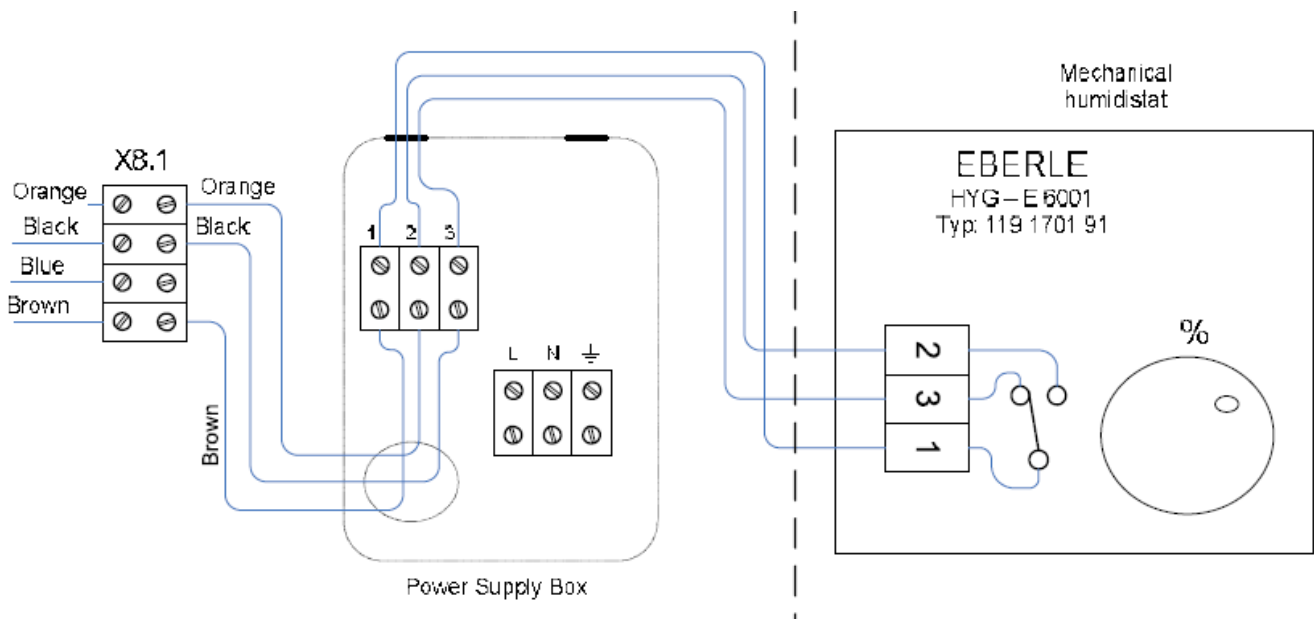 X8.1
Orange
Orange
Black
Black
Blue
Brown
Brown
1 2 3
L N
Power Supply Box
Mechanical
humidistat
EBERLE
HYG – E 6001
Typ: 119 1701 91
2
3
1
%